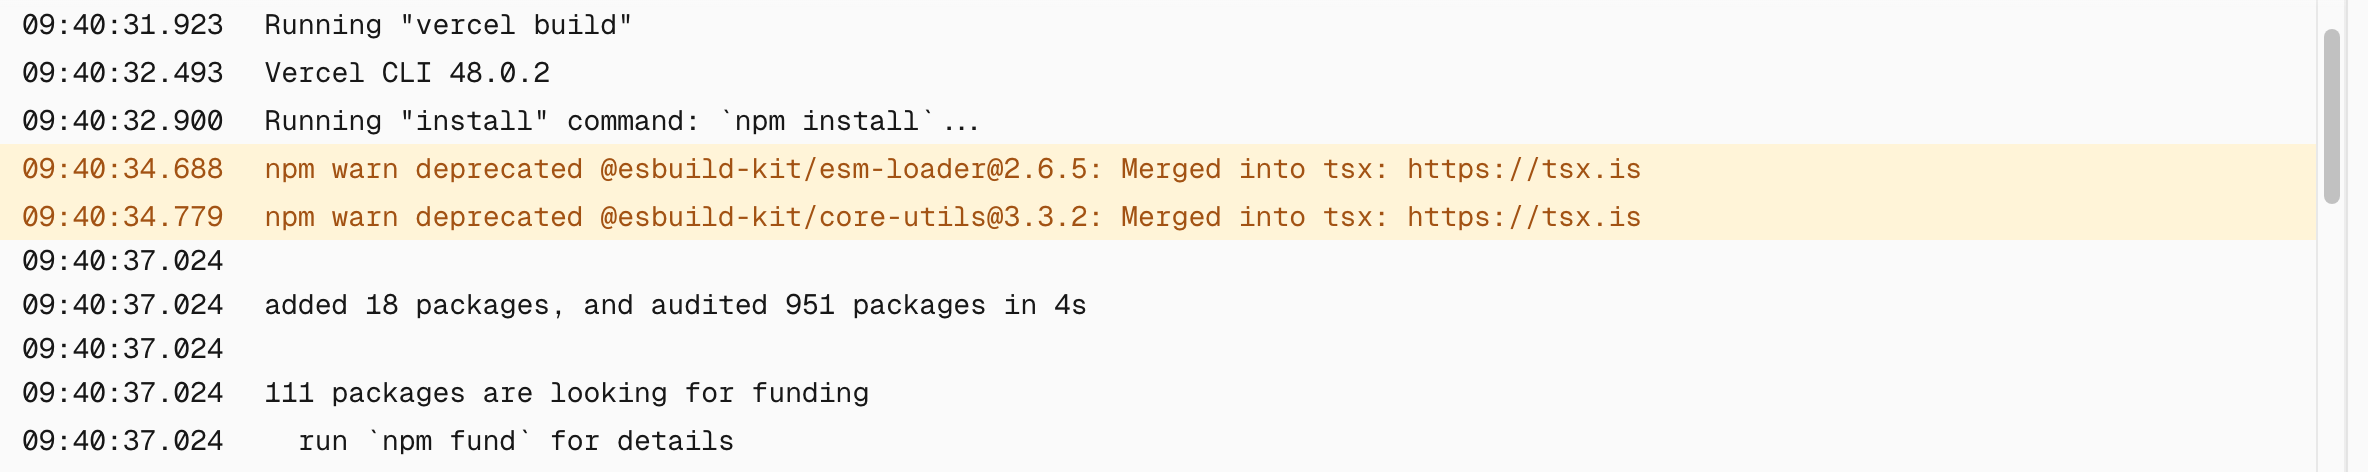 09:40:31.923 Running "vercel build"
09:40:32.493 Vercel CLI 48.0.2
09:40:32.900 Running "install" command: `npm install`...
09:40:34.688 npm warn deprecated @esbuild-kit/esm-loader@2.6.5: Merged into tsx: https://tsx.is
09:40:34.779 npm warn deprecated @esbuild-kit/core-utils@3.3.2: Merged into tsx: https://tsx.is
09:40:37.024
09:40:37.024 added 18 packages, and audited 951 packages in 4s
09:40:37.024
09:40:37.024 111 packages are looking for funding
09:40:37.024   run `npm fund` for details